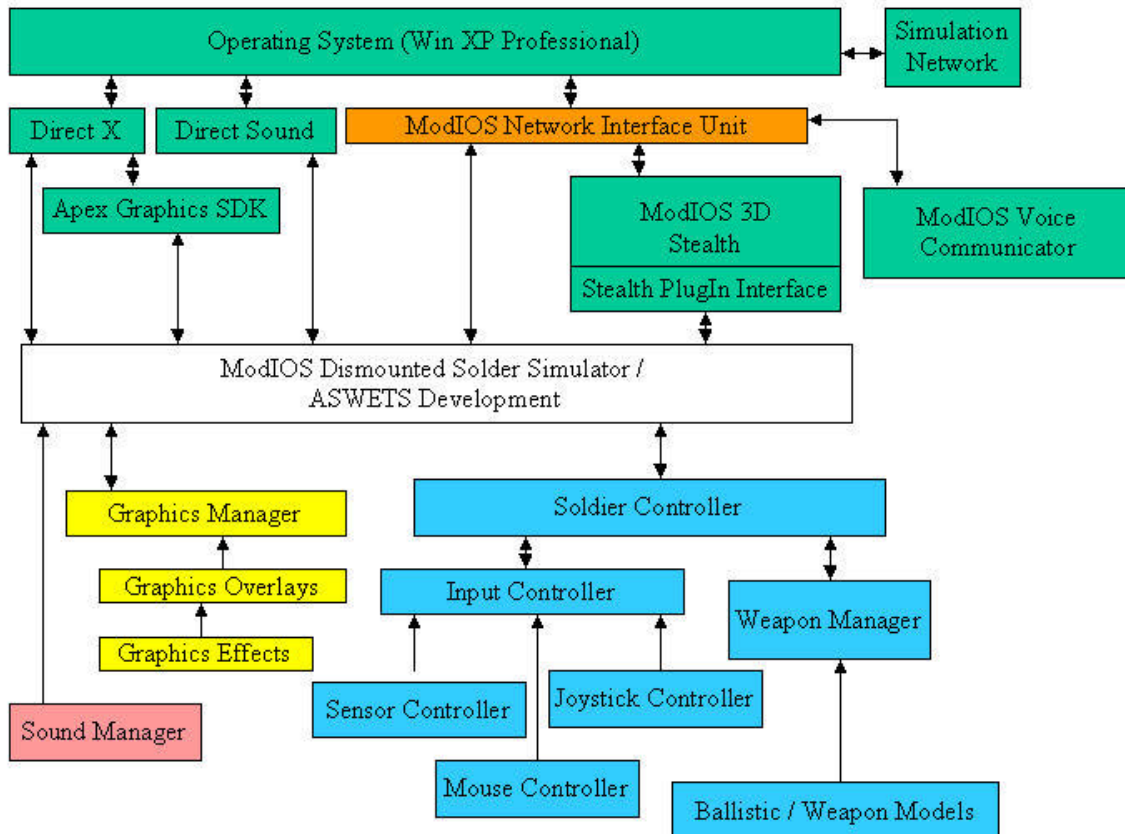 Operating System (Win XP Professional)
Simulation
Network
Direct X
Direct Sound
ModIOS Network Interface Unit
Apex Graphics SDK
ModIOS 3D
Stealth
Stealth PlugIn Interface
ModIOS Voice
Communicator
ModIOS Dismounted Solder Simulator /
ASWETS Development
Graphics Manager
Soldier Controller
Graphics Overlays
Input Controller
Weapon Manager
Graphics Effects
Sensor Controller
Joystick Controller
Sound Manager
Mouse Controller
Ballistic / Weapon Models